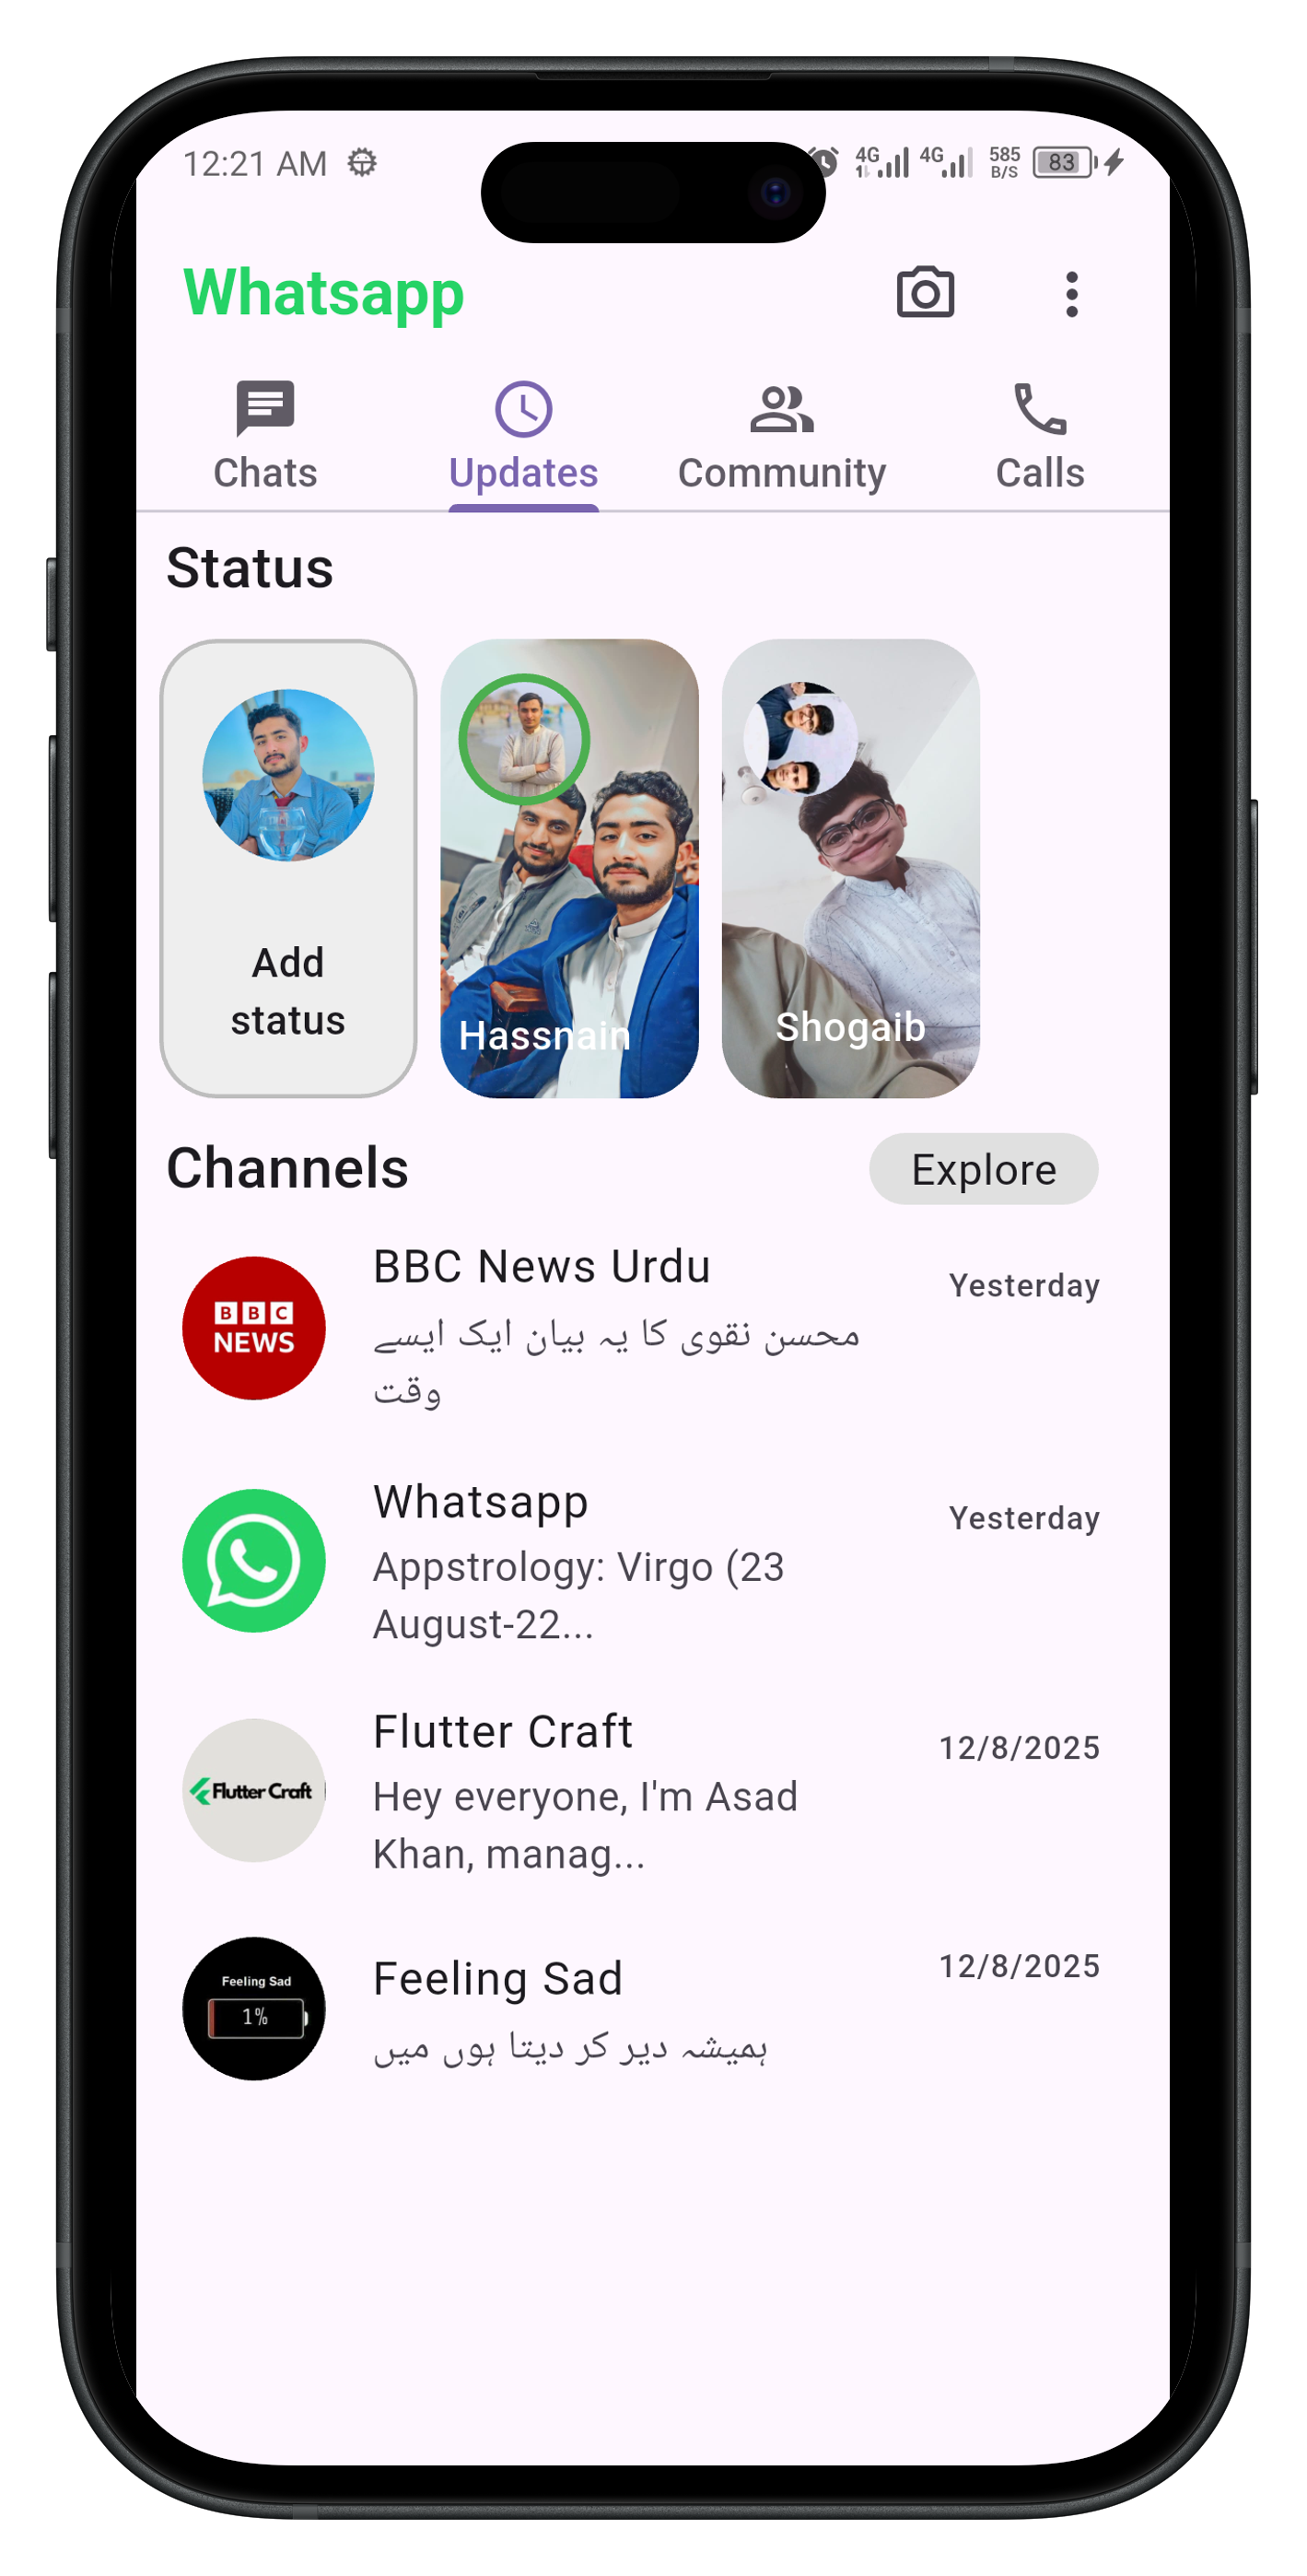 12:21 AM
4G 4G 585 B/S 83
Whatsapp
Chats Updates Community Calls
Status
Add
status
Hassnain
Shogaib
Channels
Explore
BBC News Urdu
Yesterday
BBC
NEWS
محسن نقوی کا یہ بیان ایک ایسے
وقت
Whatsapp
Yesterday
Appstrology: Virgo (23
August-22...
Flutter Craft
12/8/2025
Flutter Craft
Hey everyone, I'm Asad
Khan, manag...
Feeling Sad
12/8/2025
Feeling Sad
1%
ہمیشہ دیر کر دیتا ہوں میں